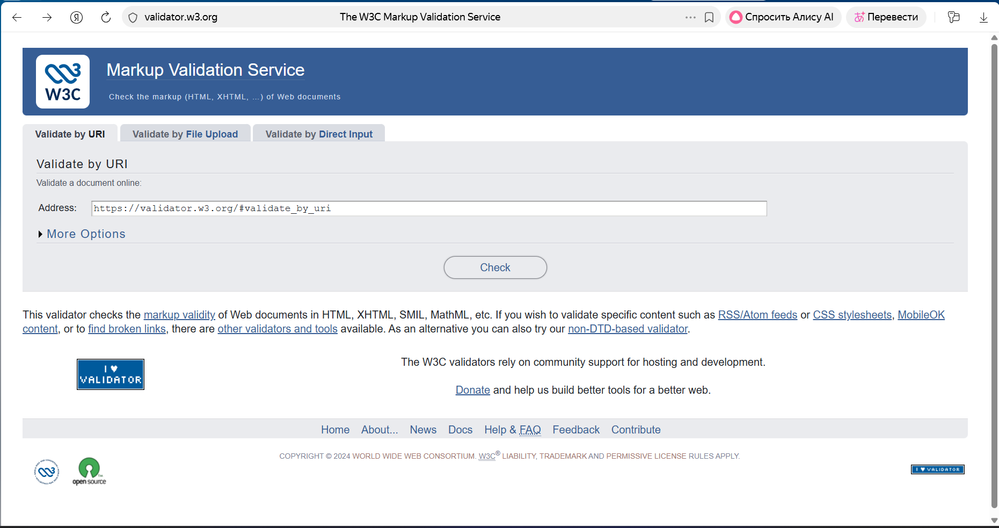 Я
validator.w3.org
The W3C Markup Validation Service
Спросить Алису AI
Перевести
W3C
Markup Validation Service
Check the markup (HTML, XHTML, ...) of Web documents
Validate by URI
Validate by File Upload
Validate by Direct Input
Validate by URI
Validate a document online:
Address:
https://validator.w3.org/#validate_by_uri
More Options
Check
This validator checks the markup validity of Web documents in HTML, XHTML, SMIL, MathML, etc. If you wish to validate specific content such as RSS/Atom feeds or CSS stylesheets, MobileOK
content, or to find broken links, there are other validators and tools available. As an alternative you can also try our non-DTD-based validator.
I ♥
VALIDATOR
The W3C validators rely on community support for hosting and development.
Donate and help us build better tools for a better web.
Home About... News Docs Help & FAQ Feedback Contribute
COPYRIGHT © 2024 WORLD WIDE WEB CONSORTIUM. W3C® LIABILITY, TRADEMARK AND PERMISSIVE LICENSE RULES APPLY.
open source™
I ♥ VALIDATOR